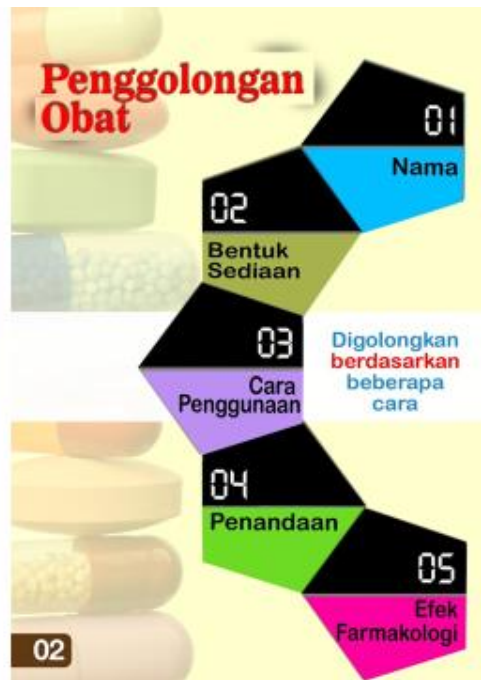 Penggolongan
Obat
01
Nama
02
Bentuk
Sediaan
03
Cara
Penggunaan
Digolongkan
berdasarkan
beberapa
cara
04
Penandaan
05
Efek
Farmakologi
02